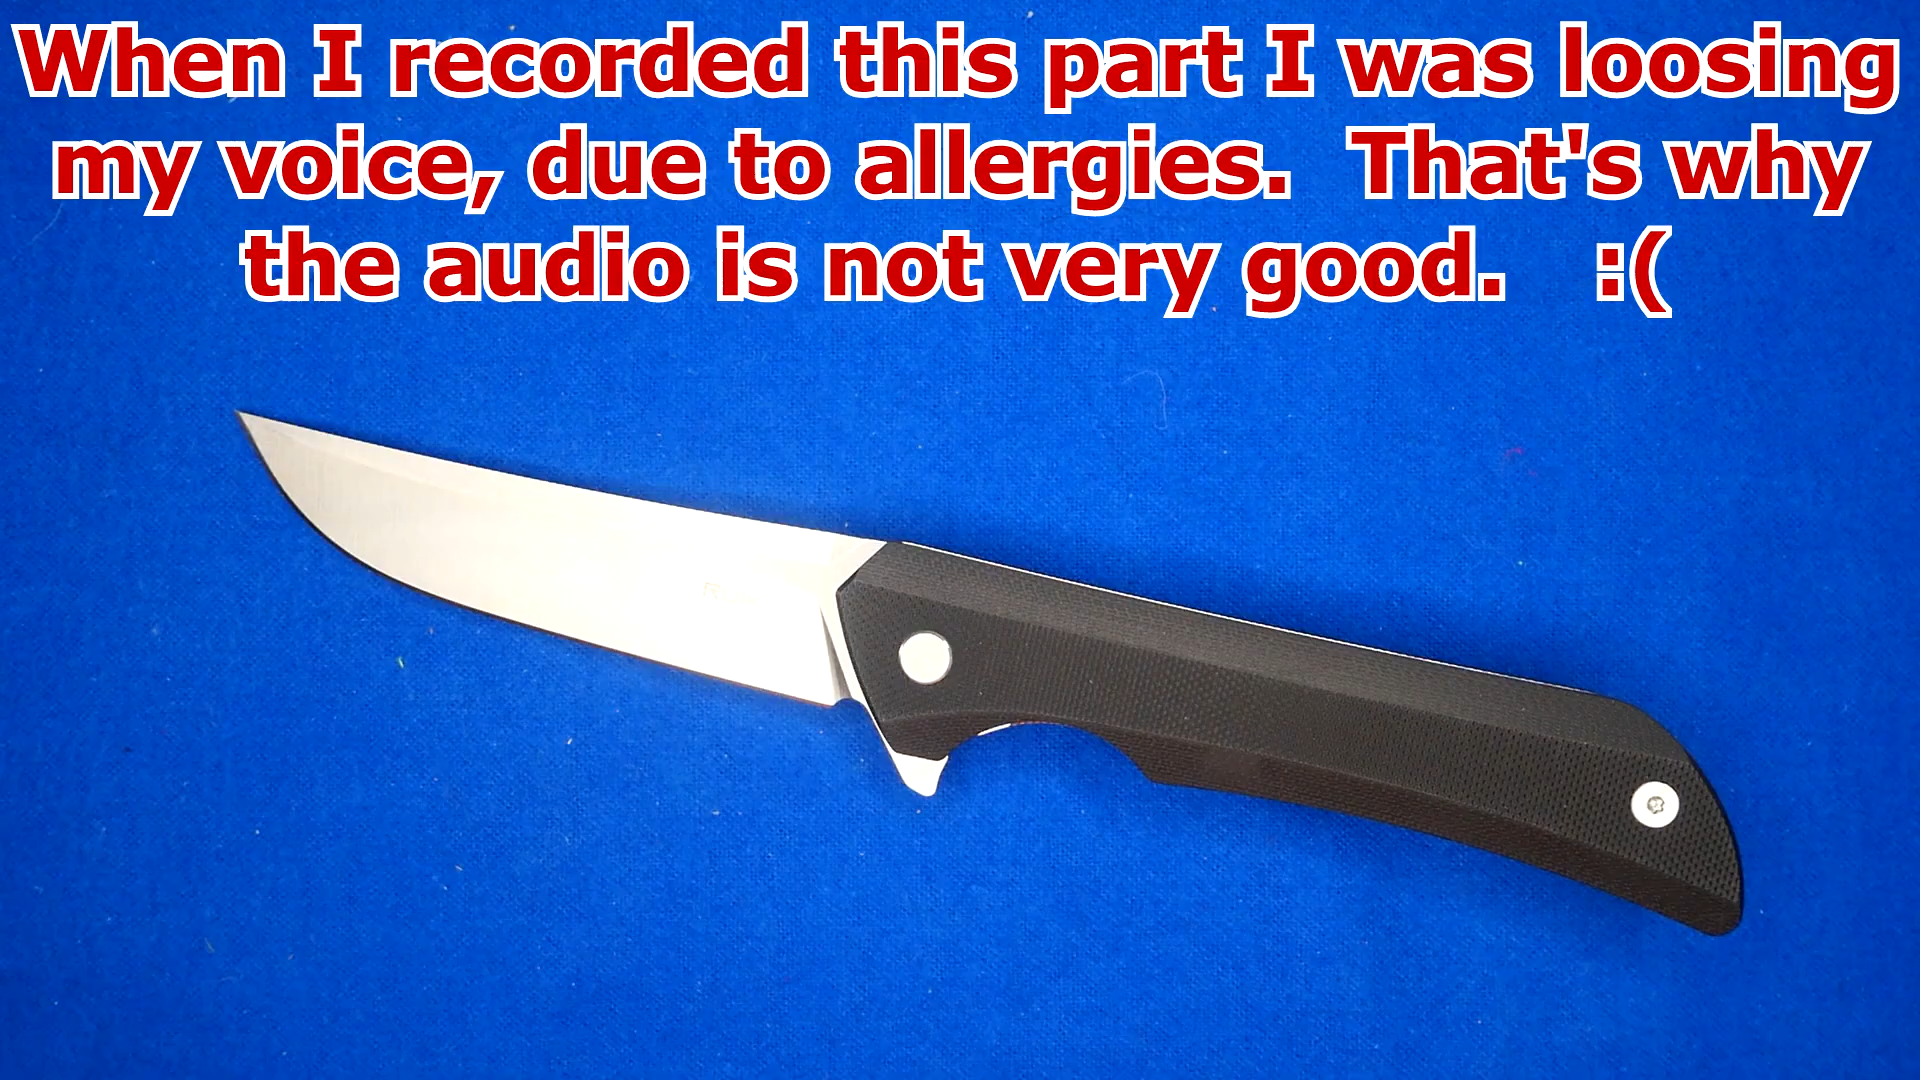 When I recorded this part I was loosing
my voice, due to allergies.  That's why
the audio is not very good.   :(